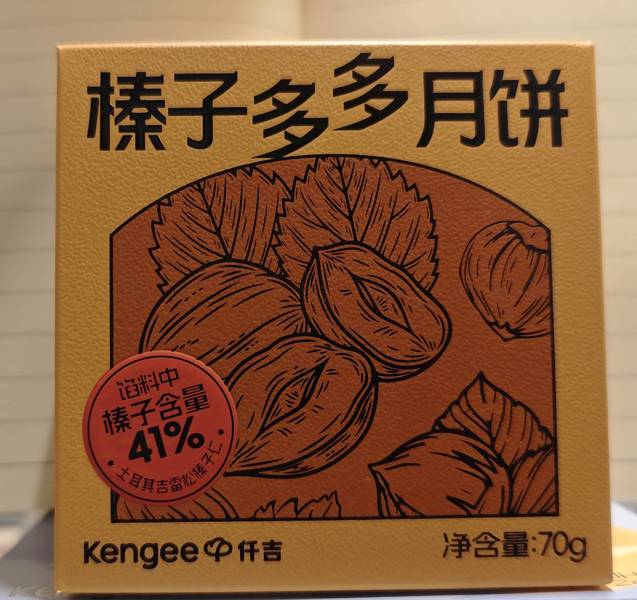 榛子多多月饼
馅料中
榛子含量
41%
·土耳其吉雷松榛子仁·
Kengee 仟吉
净含量:70g